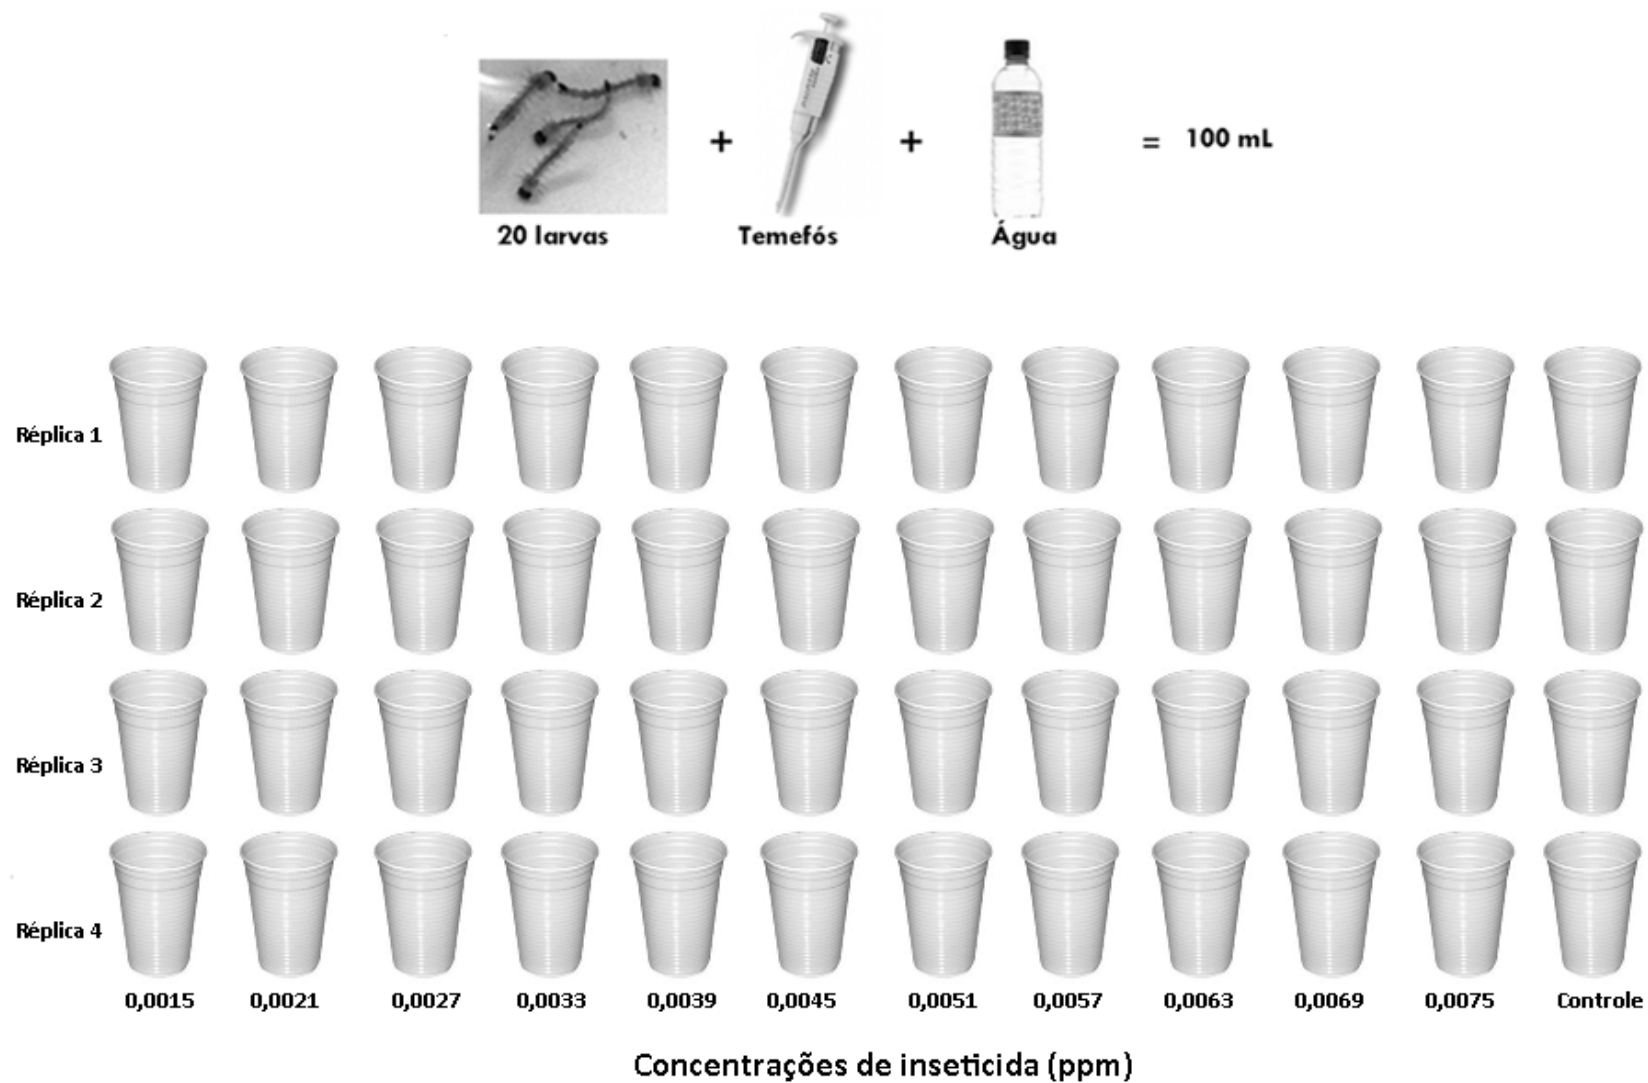 + + = 100 mL
20 larvas Temefós Água
Réplica 1
Réplica 2
Réplica 3
Réplica 4
0,0015 0,0021 0,0027 0,0033 0,0039 0,0045 0,0051 0,0057 0,0063 0,0069 0,0075 Controle
Concentrações de inseticida (ppm)